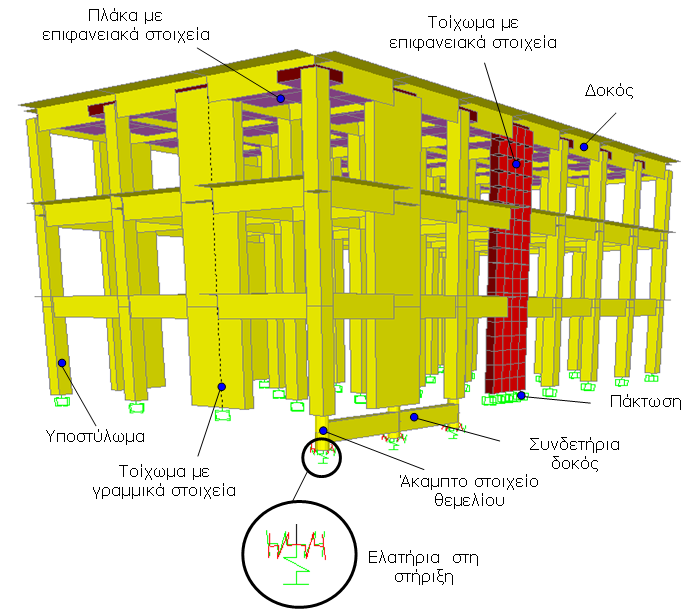 Πλάκα με
επιφανειακά στοιχεία
Τοίχωμα με
επιφανειακά στοιχεία
Δοκός
Πάκτωση
Υποστύλωμα
Συνδετήρια
δοκός
Τοίχωμα με
γραμμικά στοιχεία
Άκαμπτο στοιχείο
θεμελίου
Ελατήρια στη
στήριξη